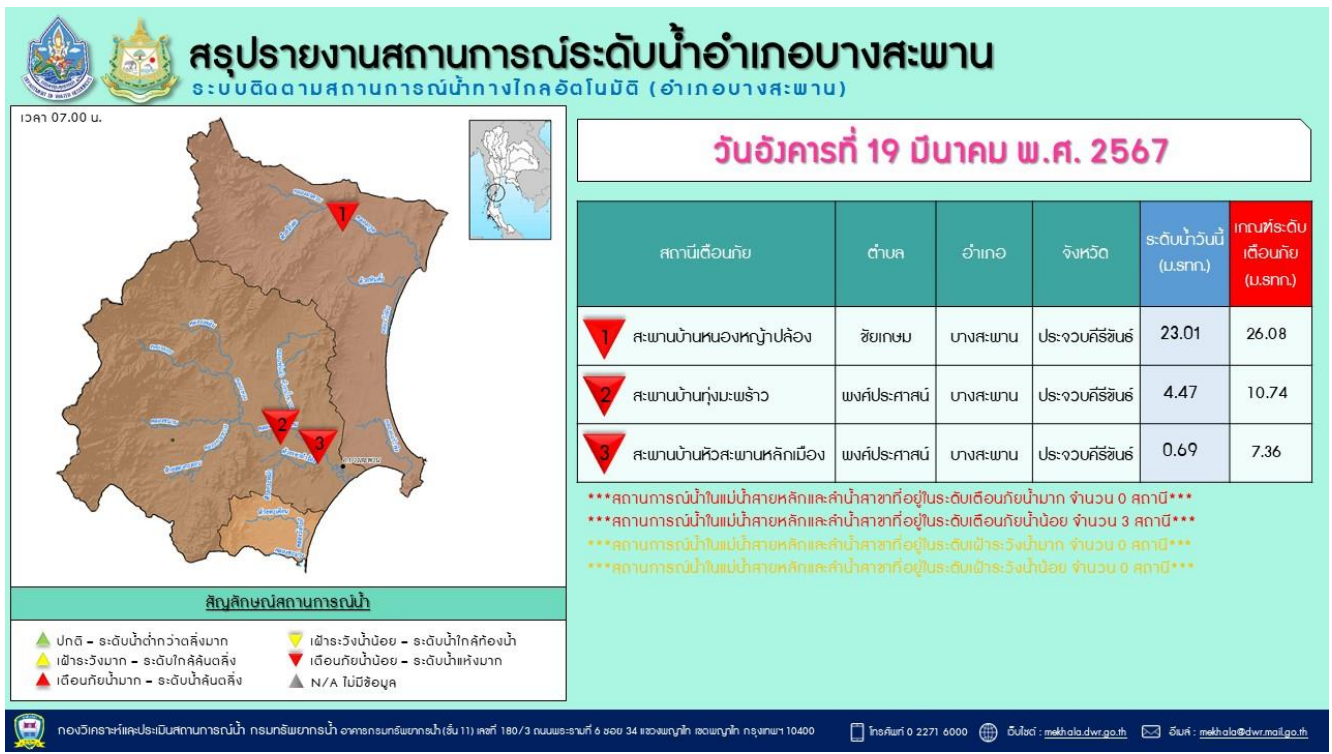 สรุปรายงานสถานการณ์ระดับน้ำอำเภอบางสะพาน
ระบบติดตามสถานการณ์น้ำทางไกลอัตโนมัติ (อำเภอบางสะพาน)
เวลา 07.00 น.
1
2
3
วันอังคารที่ 19 มีนาคม พ.ศ. 2567
สถานีเตือนภัย ตำบล อำเภอ จังหวัด ระดับน้ำวันนี้ (ม.รทก.) เกณฑ์ระดับเตือนภัย (ม.รทก.)
1 สะพานบ้านหนองหญ้าปล้อง ชัยเกษม บางสะพาน ประจวบคีรีขันธ์ 23.01 26.08
2 สะพานบ้านทุ่งมะพร้าว พงศ์ประศาสน์ บางสะพาน ประจวบคีรีขันธ์ 4.47 10.74
3 สะพานบ้านหัวสะพานหลักเมือง พงศ์ประศาสน์ บางสะพาน ประจวบคีรีขันธ์ 0.69 7.36
***สถานการณ์น้ำในแม่น้ำสายหลักและลำน้ำสาขาที่อยู่ในระดับเตือนภัยน้ำมาก จำนวน 0 สถานี***
***สถานการณ์น้ำในแม่น้ำสายหลักและลำน้ำสาขาที่อยู่ในระดับเตือนภัยน้ำน้อย จำนวน 3 สถานี***
***สถานการณ์น้ำในแม่น้ำสายหลักและลำน้ำสาขาที่อยู่ในระดับเฝ้าระวังน้ำมาก จำนวน 0 สถานี***
***สถานการณ์น้ำในแม่น้ำสายหลักและลำน้ำสาขาที่อยู่ในระดับเฝ้าระวังน้ำน้อย จำนวน 0 สถานี***
สัญลักษณ์สถานการณ์น้ำ
ปกติ – ระดับน้ำต่ำกว่าตลิ่งมาก
เฝ้าระวังมาก – ระดับใกล้ล้นตลิ่ง
เตือนภัยน้ำมาก – ระดับน้ำล้นตลิ่ง
เฝ้าระวังน้ำน้อย – ระดับน้ำใกล้ท้องน้ำ
เตือนภัยน้ำน้อย – ระดับน้ำแห้งมาก
N/A ไม่มีข้อมูล
กองวิเคราะห์และประเมินสถานการณ์น้ำ กรมทรัพยากรน้ำ อาคารกรมทรัพยากรน้ำ (ชั้น 11) เลขที่ 180/3 ถนนพระรามที่ 6 ซอย 34 แขวงพญาไท เขตพญาไท กรุงเทพฯ 10400 โทรศัพท์ 0 2271 6000 เว็บไซต์ : mekhala.dwr.go.th อีเมล์ : mekhala@dwr.mail.go.th